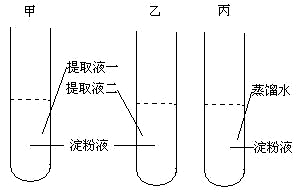 甲 乙 丙
提取液一
提取液二 蒸馏水
淀粉液 淀粉液